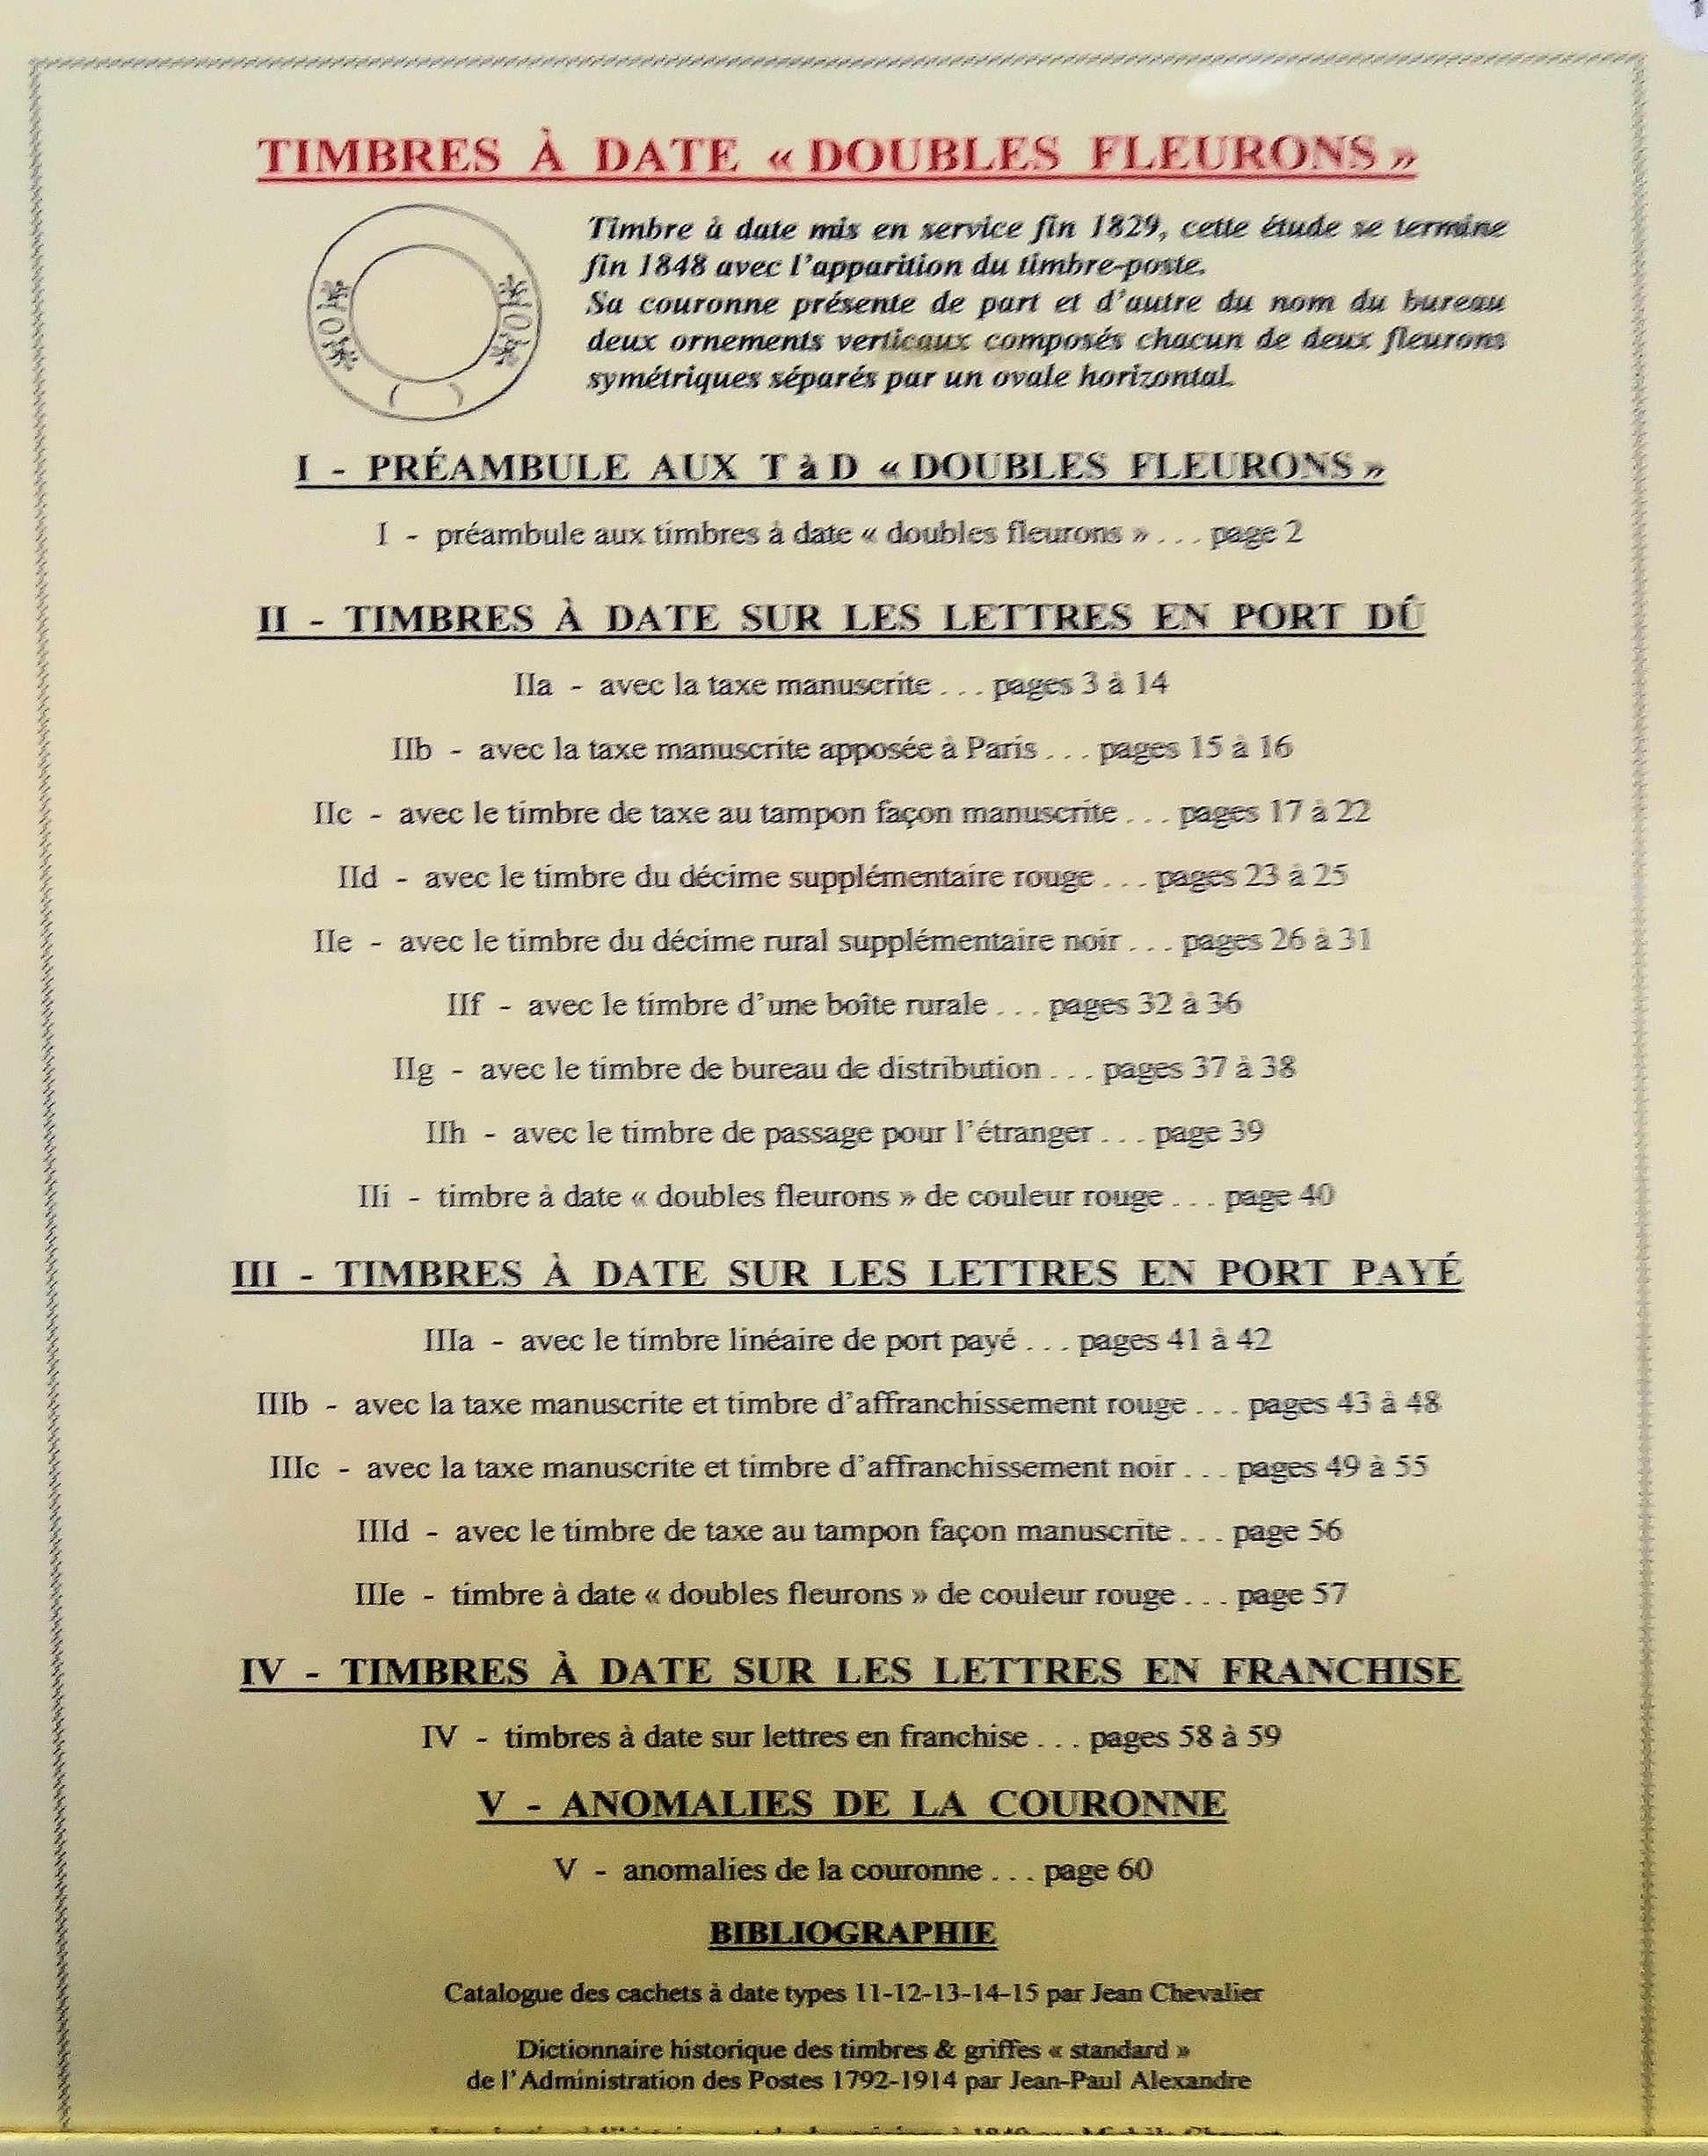 TIMBRES À DATE « DOUBLES FLEURONS »
Timbre à date mis en service fin 1829, cette étude se termine
fin 1848 avec l'apparition du timbre-poste.
Sa couronne présente de part et d'autre du nom du bureau
deux ornements verticaux composés chacun de deux fleurons
symétriques séparés par un ovale horizontal.
I - PRÉAMBULE AUX T à D « DOUBLES FLEURONS »
I - préambule aux timbres à date « doubles fleurons » . . . page 2
II - TIMBRES À DATE SUR LES LETTRES EN PORT DÛ
IIa - avec la taxe manuscrite . . . pages 3 à 14
IIb - avec la taxe manuscrite apposée à Paris . . . pages 15 à 16
IIc - avec le timbre de taxe au tampon façon manuscrite . . . pages 17 à 22
IId - avec le timbre du décime supplémentaire rouge . . . pages 23 à 25
IIe - avec le timbre du décime rural supplémentaire noir . . . pages 26 à 31
IIf - avec le timbre d'une boîte rurale . . . pages 32 à 36
IIg - avec le timbre de bureau de distribution . . . pages 37 à 38
IIh - avec le timbre de passage pour l'étranger . . . page 39
IIi - timbre à date « doubles fleurons » de couleur rouge . . . page 40
III - TIMBRES À DATE SUR LES LETTRES EN PORT PAYÉ
IIIa - avec le timbre linéaire de port payé . . . pages 41 à 42
IIIb - avec la taxe manuscrite et timbre d'affranchissement rouge . . . pages 43 à 48
IIIc - avec la taxe manuscrite et timbre d'affranchissement noir . . . pages 49 à 55
IIId - avec le timbre de taxe au tampon façon manuscrite . . . page 56
IIIe - timbre à date « doubles fleurons » de couleur rouge . . . page 57
IV - TIMBRES À DATE SUR LES LETTRES EN FRANCHISE
IV - timbres à date sur lettres en franchise . . . pages 58 à 59
V - ANOMALIES DE LA COURONNE
V - anomalies de la couronne . . . page 60
BIBLIOGRAPHIE
Catalogue des cachets à date types 11-12-13-14-15 par Jean Chevalier
Dictionnaire historique des timbres & griffes « standard »
de l'Administration des Postes 1792-1914 par Jean-Paul Alexandre